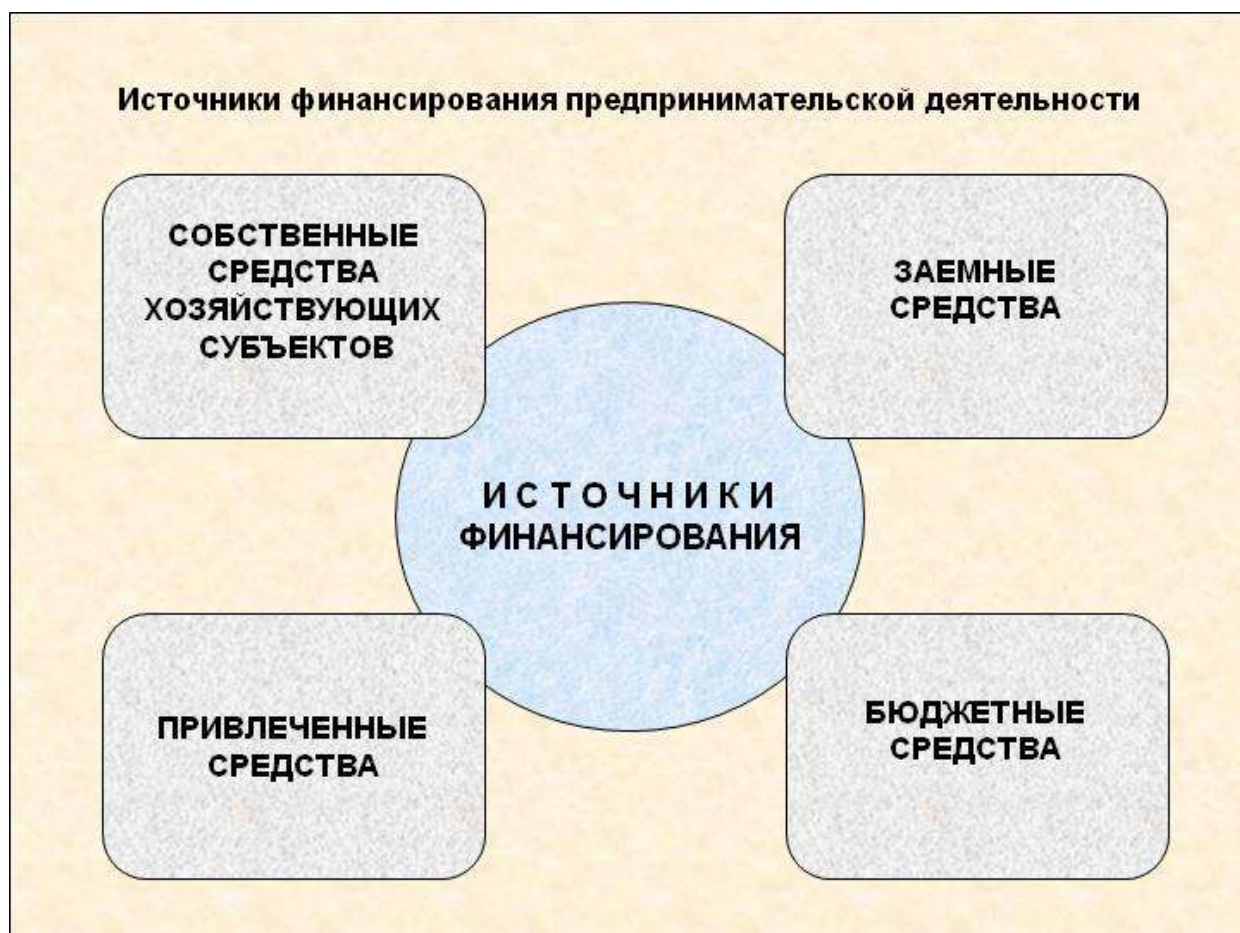 Источники финансирования предпринимательской деятельности
СОБСТВЕННЫЕ
СРЕДСТВА
ХОЗЯЙСТВУЮЩИХ
СУБЪЕКТОВ
ЗАЕМНЫЕ
СРЕДСТВА
И С Т О Ч Н И К И
ФИНАНСИРОВАНИЯ
ПРИВЛЕЧЕННЫЕ
СРЕДСТВА
БЮДЖЕТНЫЕ
СРЕДСТВА